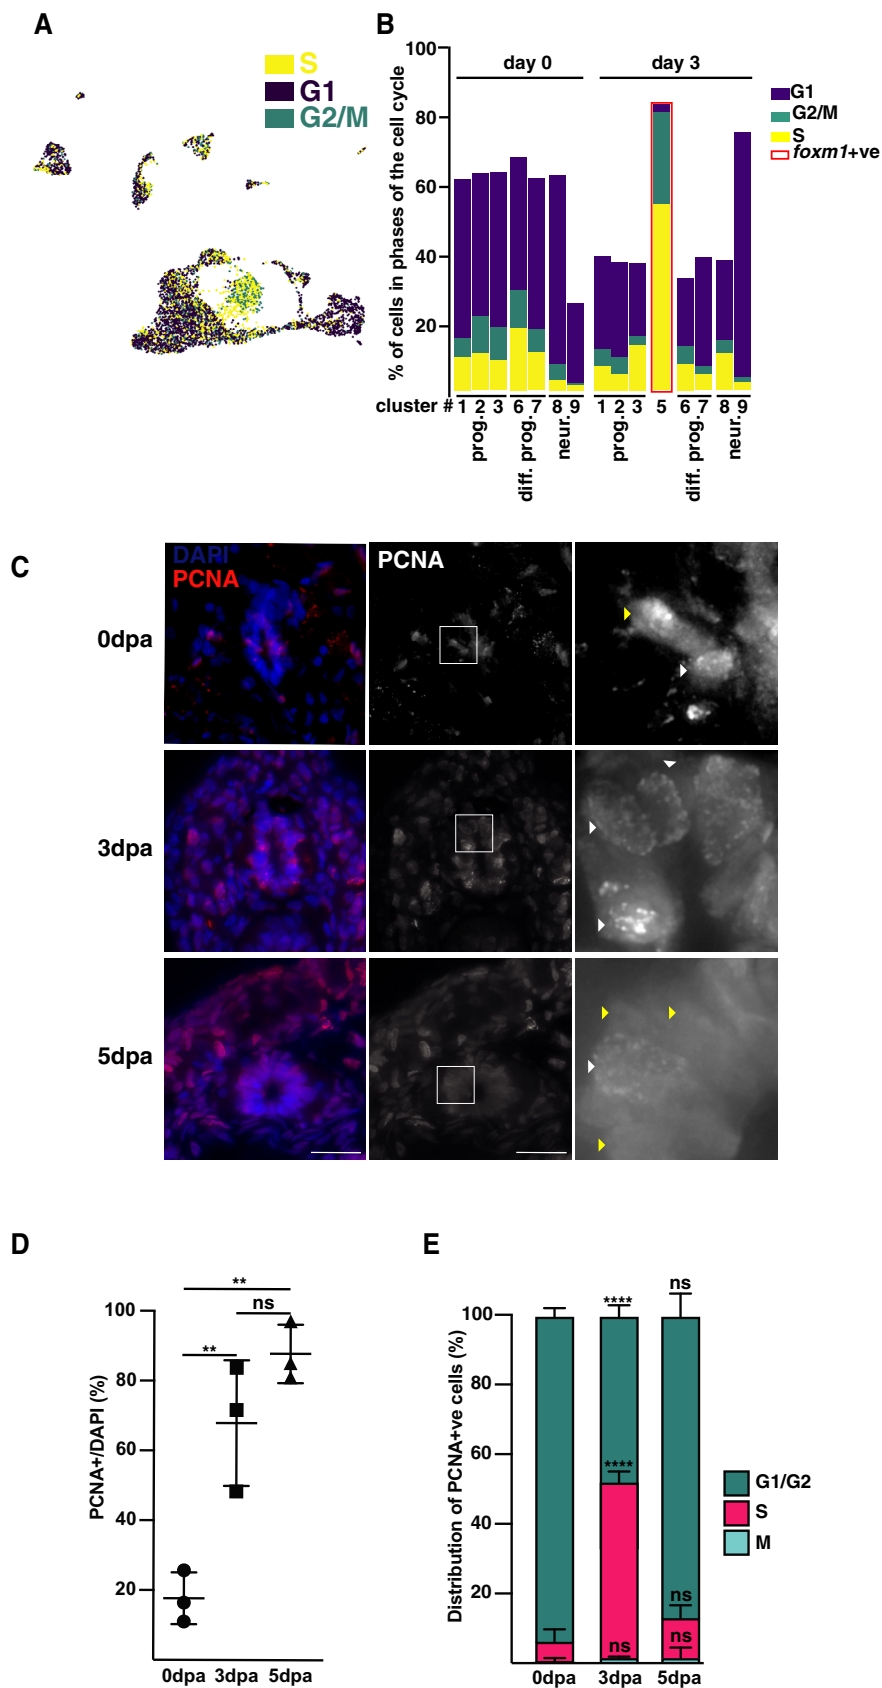 A
S
G1
G2/M
B
% of cells in phases of the cell cycle
100
80
60
40
20
day 0
day 3
G1
G2/M
S
foxm1+ve
cluster # 1 2 3 6 7 8 9 1 2 3 5 6 7 8 9
prog. diff. prog. neur. prog. diff. prog. neur.
C
DAPI
PCNA
PCNA
0dpa
3dpa
5dpa
D
PCNA+/DAPI (%)
100
80
60
40
20
**
ns
**
0dpa 3dpa 5dpa
E
Distribution of PCNA+ve cells (%)
100
80
60
40
20
****
ns
****
ns
ns
ns
G1/G2
S
M
0dpa 3dpa 5dpa